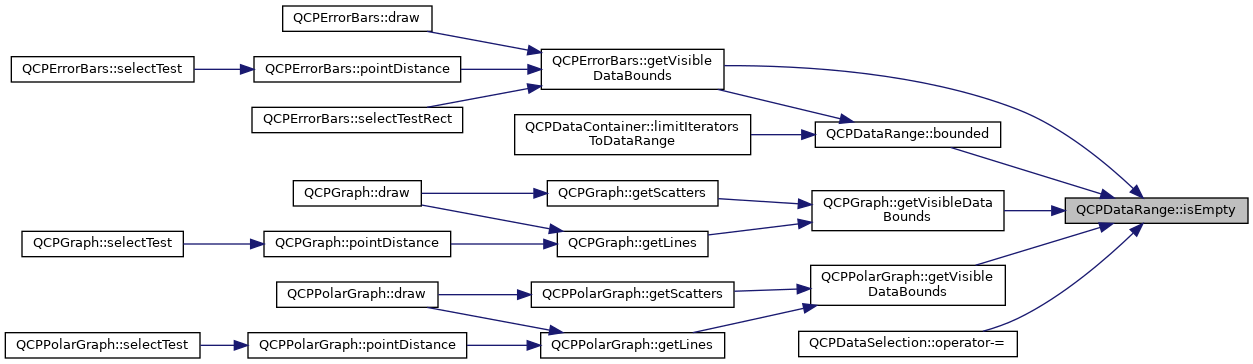 QCPErrorBars::draw
QCPErrorBars::selectTest
QCPErrorBars::pointDistance
QCPErrorBars::getVisible
DataBounds
QCPErrorBars::selectTestRect
QCPDataContainer::limitIterators
ToDataRange
QCPDataRange::bounded
QCPGraph::draw
QCPGraph::getScatters
QCPGraph::getVisibleData
Bounds
QCPDataRange::isEmpty
QCPGraph::selectTest
QCPGraph::pointDistance
QCPGraph::getLines
QCPPolarGraph::getVisible
DataBounds
QCPPolarGraph::draw
QCPPolarGraph::getScatters
QCPPolarGraph::selectTest
QCPPolarGraph::pointDistance
QCPPolarGraph::getLines
QCPDataSelection::operator-=